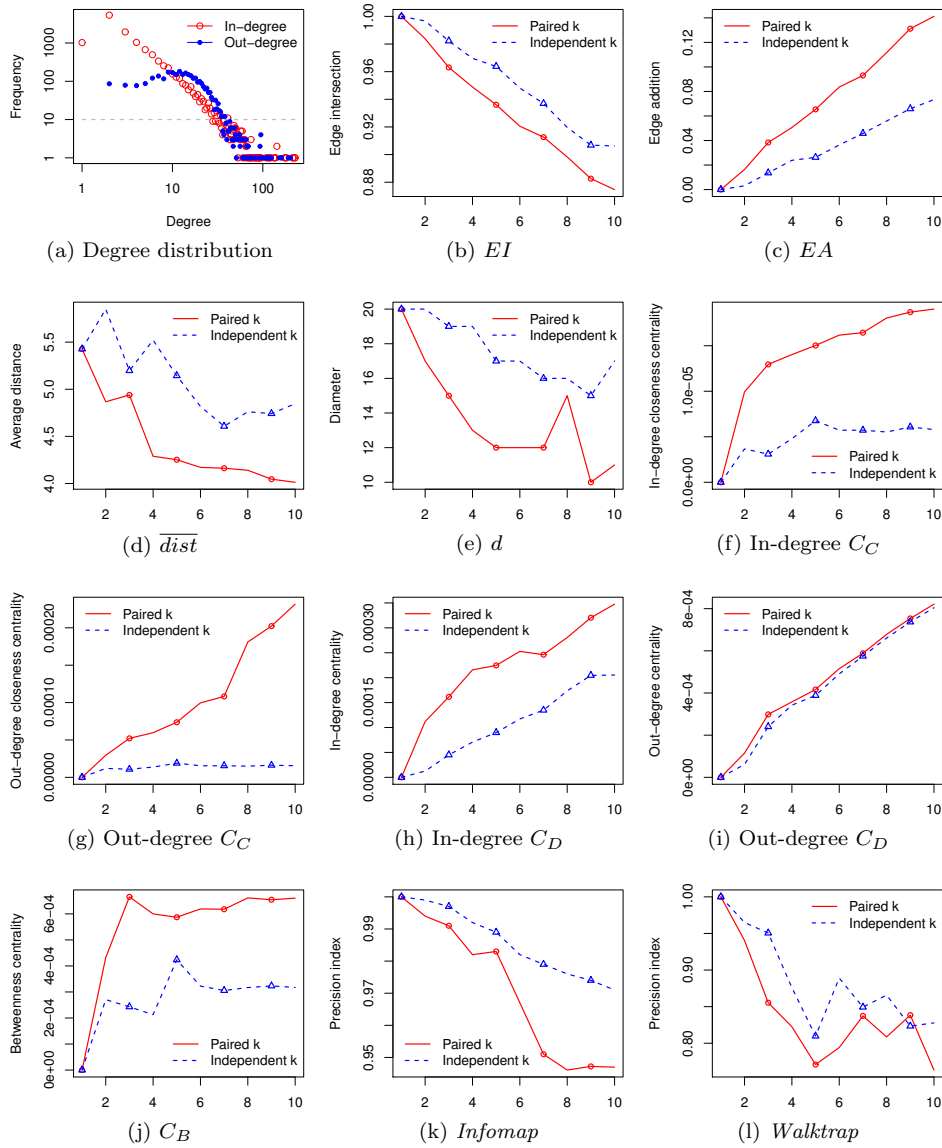 Frequency
1 10 100 1000
In−degree
Out−degree
1 10 100
Degree
(a) Degree distribution
Edge intersection
0.88 0.92 0.96 1.00
Paired k
Independent k
2 4 6 8 10
(b) EI
Edge addition
0.00 0.04 0.08 0.12
Paired k
Independent k
2 4 6 8 10
(c) EA
Average distance
4.0 4.5 5.0 5.5
Paired k
Independent k
2 4 6 8 10
(d) dist
Diameter
10 12 14 16 18 20
Paired k
Independent k
2 4 6 8 10
(e) d
In−degree closeness centrality
0.0e+00 1.0e−05
Paired k
Independent k
2 4 6 8 10
(f) In-degree C_C
Out−degree closeness centrality
0.00000 0.00010 0.00020
Paired k
Independent k
2 4 6 8 10
(g) Out-degree C_C
In−degree centrality
0.00000 0.00015 0.00030
Paired k
Independent k
2 4 6 8 10
(h) In-degree C_D
Out−degree centrality
0e+00 4e−04 8e−04
Paired k
Independent k
2 4 6 8 10
(i) Out-degree C_D
Betweenness centrality
0e+00 2e−04 4e−04 6e−04
Paired k
Independent k
2 4 6 8 10
(j) C_B
Precision index
0.95 0.97 0.99
Paired k
Independent k
2 4 6 8 10
(k) Infomap
Precision index
0.80 0.90 1.00
Paired k
Independent k
2 4 6 8 10
(l) Walktrap